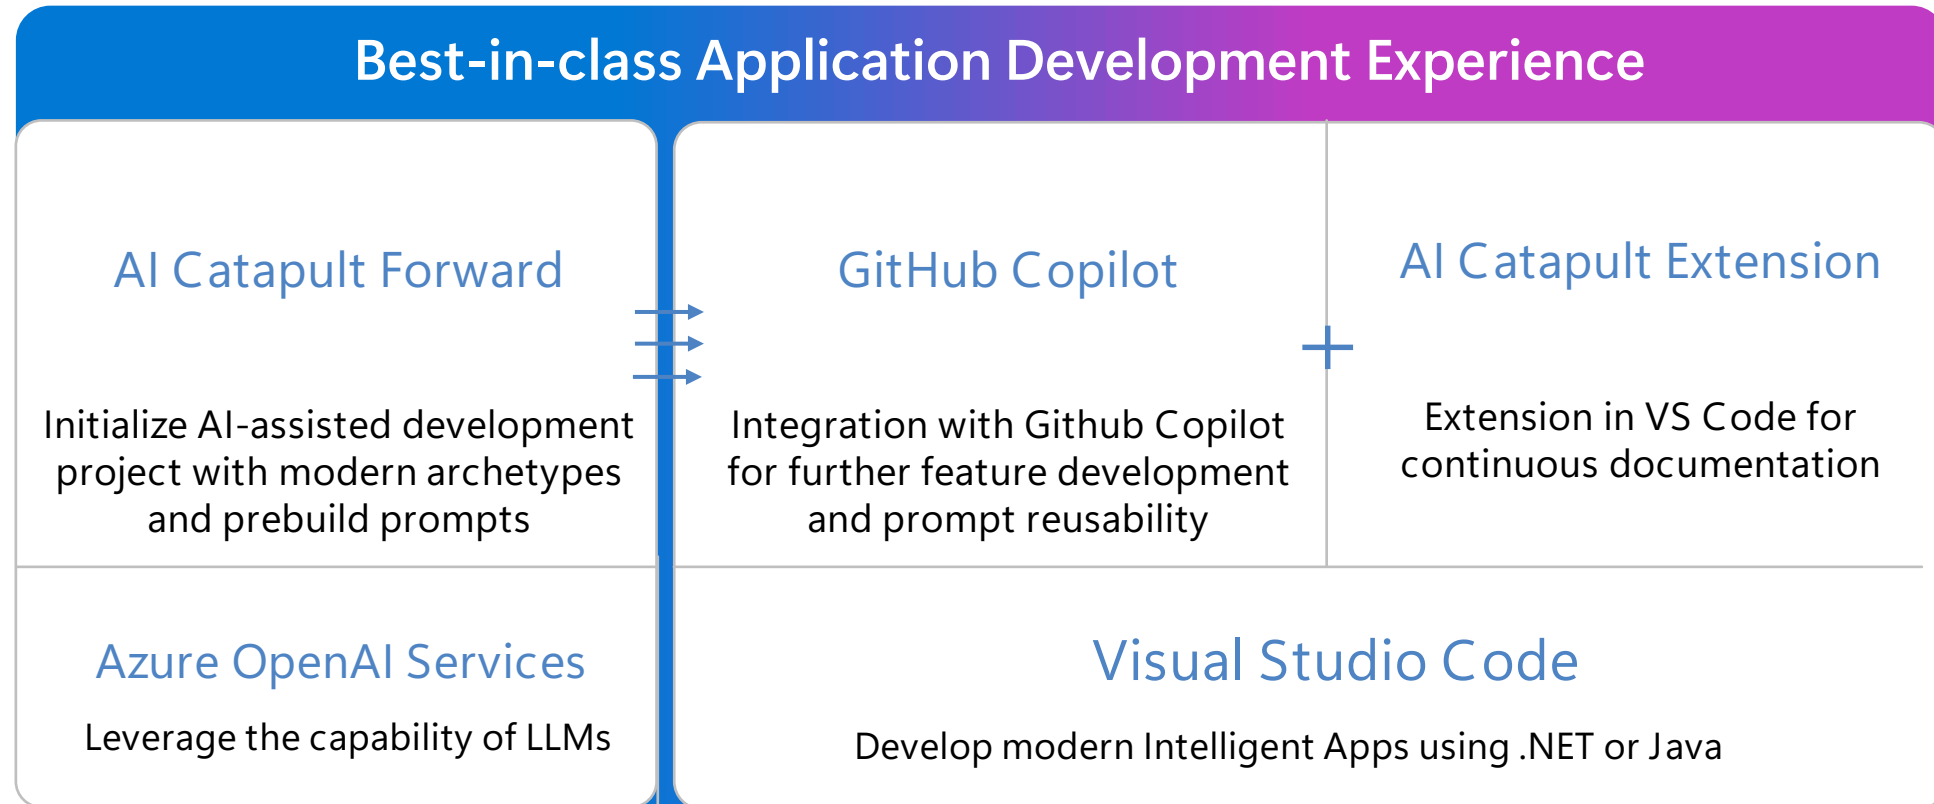 Best-in-class Application Development Experience
AI Catapult Forward
Initialize AI-assisted development
project with modern archetypes
and prebuild prompts
GitHub Copilot
Integration with Github Copilot
for further feature development
and prompt reusability
+
AI Catapult Extension
Extension in VS Code for
continuous documentation
Azure OpenAI Services
Leverage the capability of LLMs
Visual Studio Code
Develop modern Intelligent Apps using .NET or Java